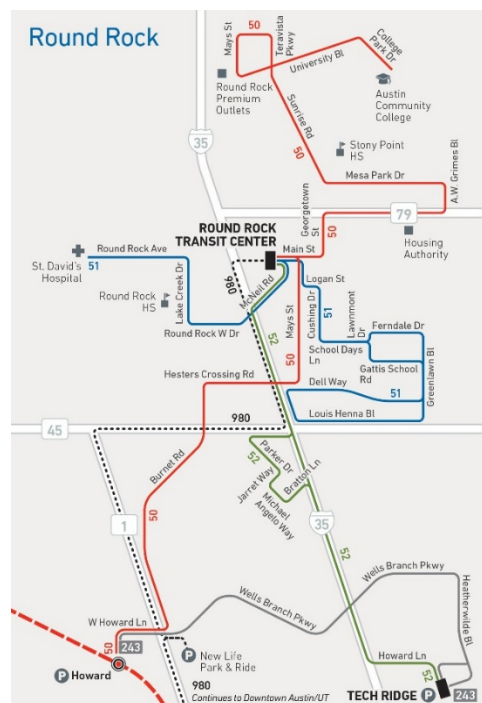 Round Rock
Mays St
50
Teravista
Pkwy
University Bl
College
Park Dr
Round Rock
Premium
Outlets
Austin
Community
College
35
Sunrise Rd
50
Stony Point
HS
Mesa Park Dr
A.W. Grimes Bl
Georgetown
St
50
79
ROUND ROCK
TRANSIT CENTER
Main St
Housing
Authority
Round Rock Ave
51
St. David's
Hospital
980
McNeil Rd
Logan St
Lake Creek Dr
Round Rock
HS
Mays St
Cushing Dr
51
Lawnmont
Dr
Ferndale Dr
Round Rock W Dr
52
School Days
Ln
Gattis School
Rd
50
Hesters Crossing Rd
Dell Way
51
Greenlawn Bl
Louis Henna Bl
980
45
Burnet Rd
Parker Dr
52
Bratton Ln
Jarret Way
Michael
Angelo Way
35
1
50
52
Wells Branch Pkwy
Wells Branch Pkwy
Heatherwilde Bl
W Howard Ln
50
243
P
New Life
Park & Ride
Howard Ln
P Howard
52
980
Continues to Downtown Austin/UT
TECH RIDGE P 243